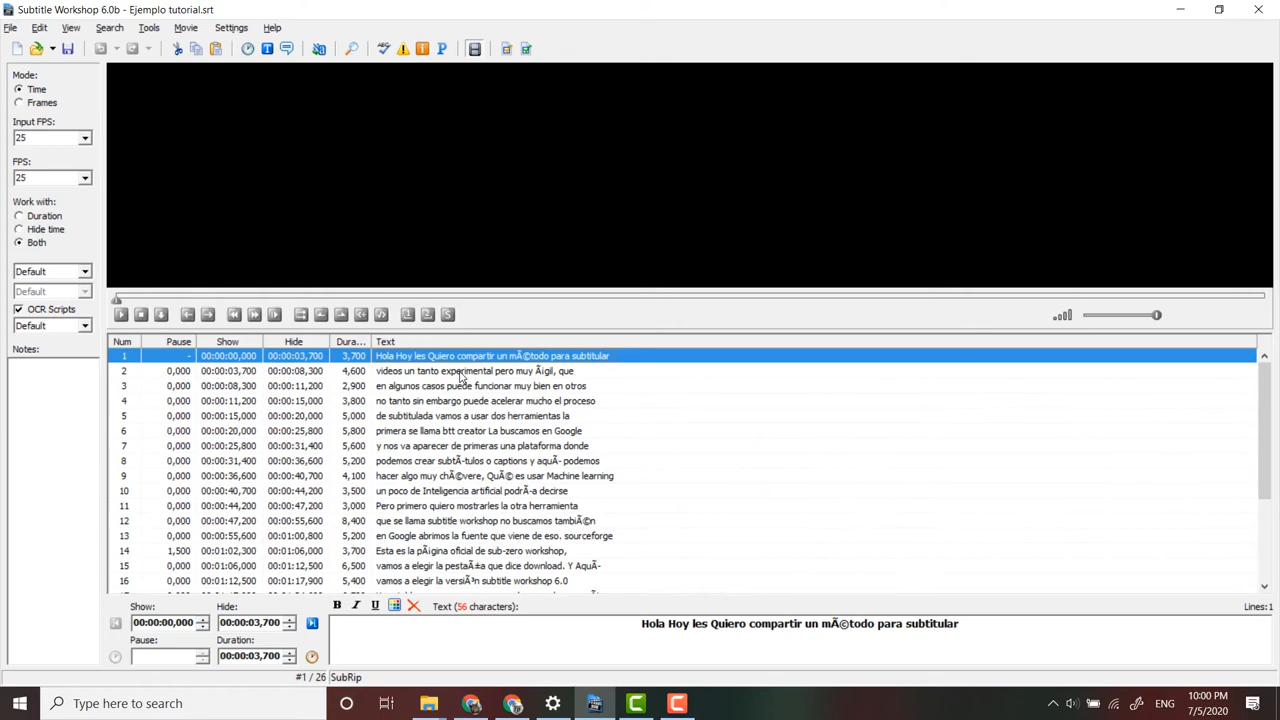 Subtitle Workshop 6.0b - Ejemplo tutorial.srt
File Edit View Search Tools Movie Settings Help
Mode:
Time
Frames
Input FPS:
25
FPS:
25
Work with:
Duration
Hide time
Both
Default
Default
OCR Scripts
Default
Notes:
Num Pause Show Hide Dura... Text
1 - 00:00:00,000 00:00:03,700 3,700 Hola Hoy les Quiero compartir un mÃ©todo para subtitular
2 0,000 00:00:03,700 00:00:08,300 4,600 videos un tanto experimental pero muy Ãigil, que
3 0,000 00:00:08,300 00:00:11,200 2,900 en algunos casos puede funcionar muy bien en otros
4 0,000 00:00:11,200 00:00:15,000 3,800 no tanto sin embargo puede acelerar mucho el proceso
5 0,000 00:00:15,000 00:00:20,000 5,000 de subtitulada vamos a usar dos herramientas la
6 0,000 00:00:20,000 00:00:25,800 5,800 primera se llama btt creator La buscamos en Google
7 0,000 00:00:25,800 00:00:31,400 5,600 y nos va aparecer de primeras una plataforma donde
8 0,000 00:00:31,400 00:00:36,600 5,200 podemos crear subtÃ-tulos o captions y aquÃ- podemos
9 0,000 00:00:36,600 00:00:40,700 4,100 hacer algo muy chÃ©vere, QuÃ© es usar Machine learning
10 0,000 00:00:40,700 00:00:44,200 3,500 un poco de Inteligencia artificial podrÃ-a decirse
11 0,000 00:00:44,200 00:00:47,200 3,000 Pero primero quiero mostrarles la otra herramienta
12 0,000 00:00:47,200 00:00:55,600 8,400 que se llama subtitle workshop no buscamos tambiÃ©n
13 0,000 00:00:55,600 00:01:00,800 5,200 en Google abrimos la fuente que viene de eso. sourceforge
14 1,500 00:01:02,300 00:01:06,000 3,700 Esta es la pÃ¡gina oficial de sub-zero workshop,
15 0,000 00:01:06,000 00:01:12,500 6,500 vamos a elegir la pestaÃ±a que dice download. Y AquÃ-
16 0,000 00:01:12,500 00:01:17,900 5,400 vamos a elegir la versiÃ³n subtitle workshop 6.0
Show: Hide:
00:00:00,000 00:00:03,700
Pause: Duration:
00:00:03,700
B I U Text (56 characters): Lines:1
Hola Hoy les Quiero compartir un mÃ©todo para subtitular
#1 / 26 SubRip
Type here to search
ENG
10:00 PM
7/5/2020